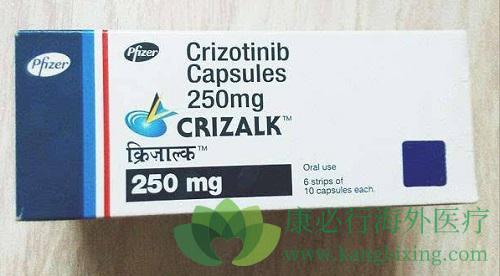 Pfizer
Pfizer
Crizotinib
Capsules
250mg
CRIZALK™
क्रिज़ाल्क™
250 mg
Oral use
6 strips of
10 capsules each.
康必行海外医疗
www.kangbixing.com